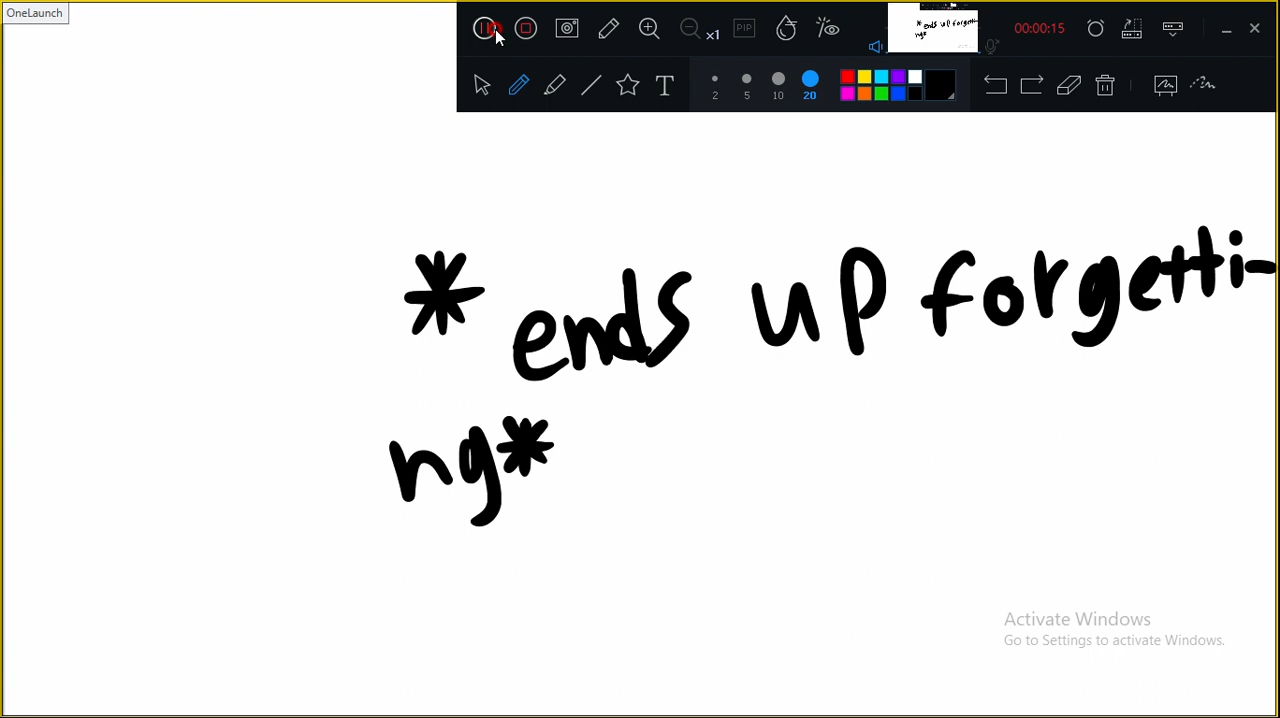 OneLaunch
x1
PIP
00:00:15
2 5 10 20
T
*ends up forgetti-
ng*
Activate Windows
Go to Settings to activate Windows.